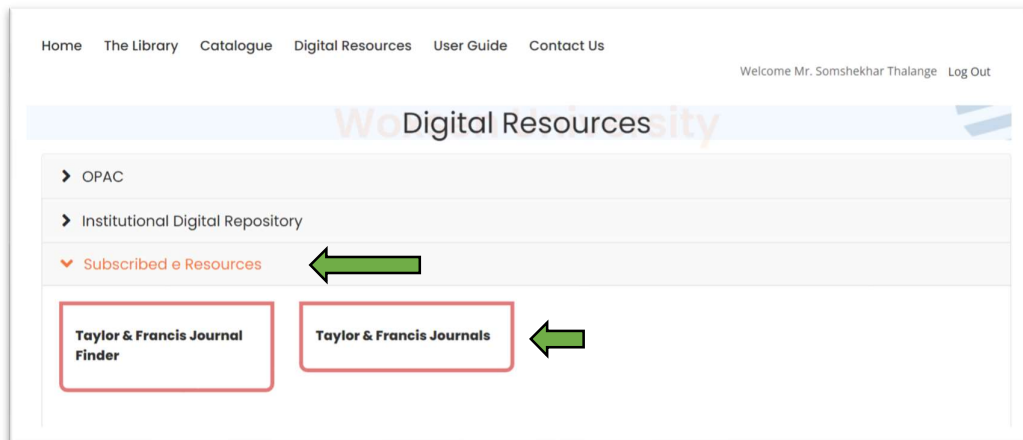 Home The Library Catalogue Digital Resources User Guide Contact Us
Welcome Mr. Somshekhar Thalange Log Out
Digital Resources
OPAC
Institutional Digital Repository
Subscribed e Resources
Taylor & Francis Journal
Finder
Taylor & Francis Journals